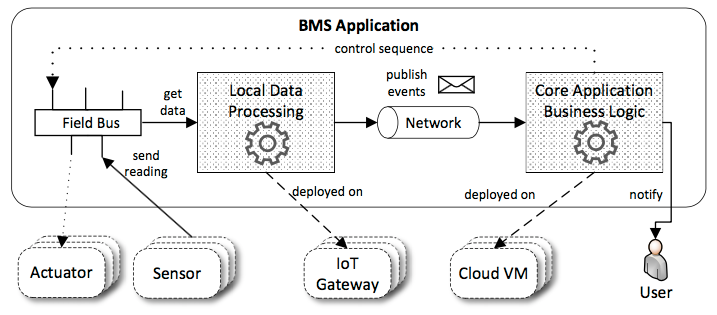 BMS Application
control sequence
get
data
Local Data
Processing
publish
events
Core Application
Business Logic
Field Bus
Network
send
reading
deployed on
deployed on
notify
Actuator
Sensor
IoT
Gateway
Cloud VM
User